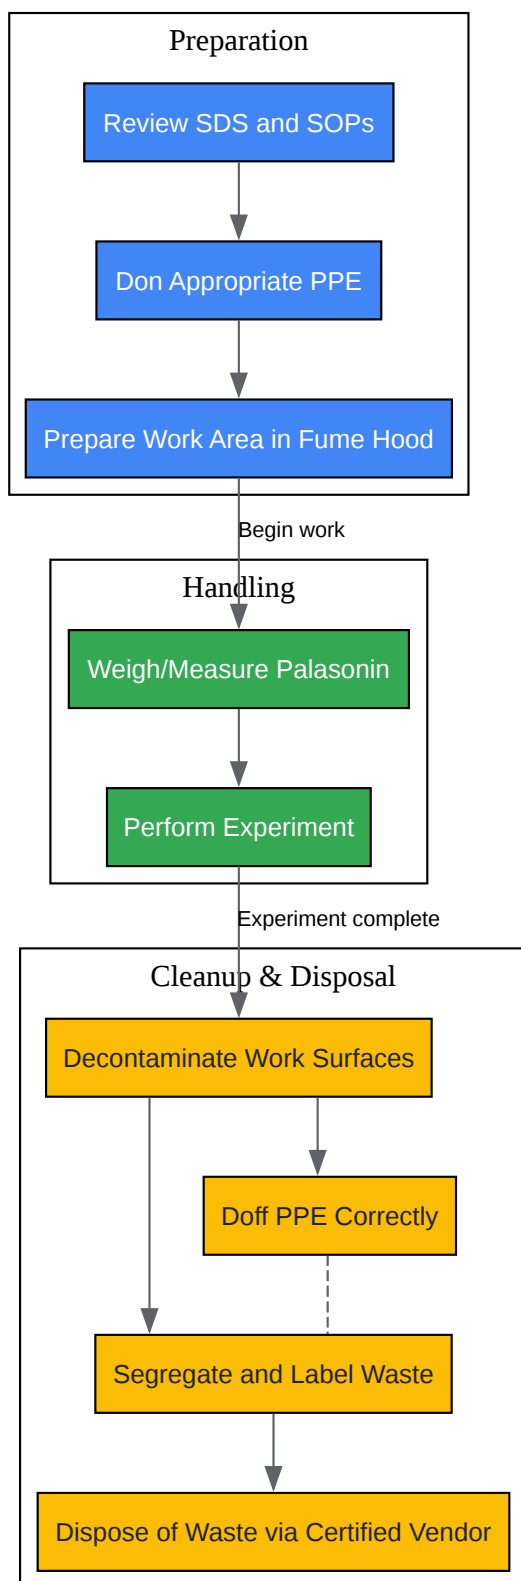 Preparation
Review SDS and SOPs
Don Appropriate PPE
Prepare Work Area in Fume Hood
Begin work
Handling
Weigh/Measure Palasonin
Perform Experiment
Experiment complete
Cleanup & Disposal
Decontaminate Work Surfaces
Doff PPE Correctly
Segregate and Label Waste
Dispose of Waste via Certified Vendor